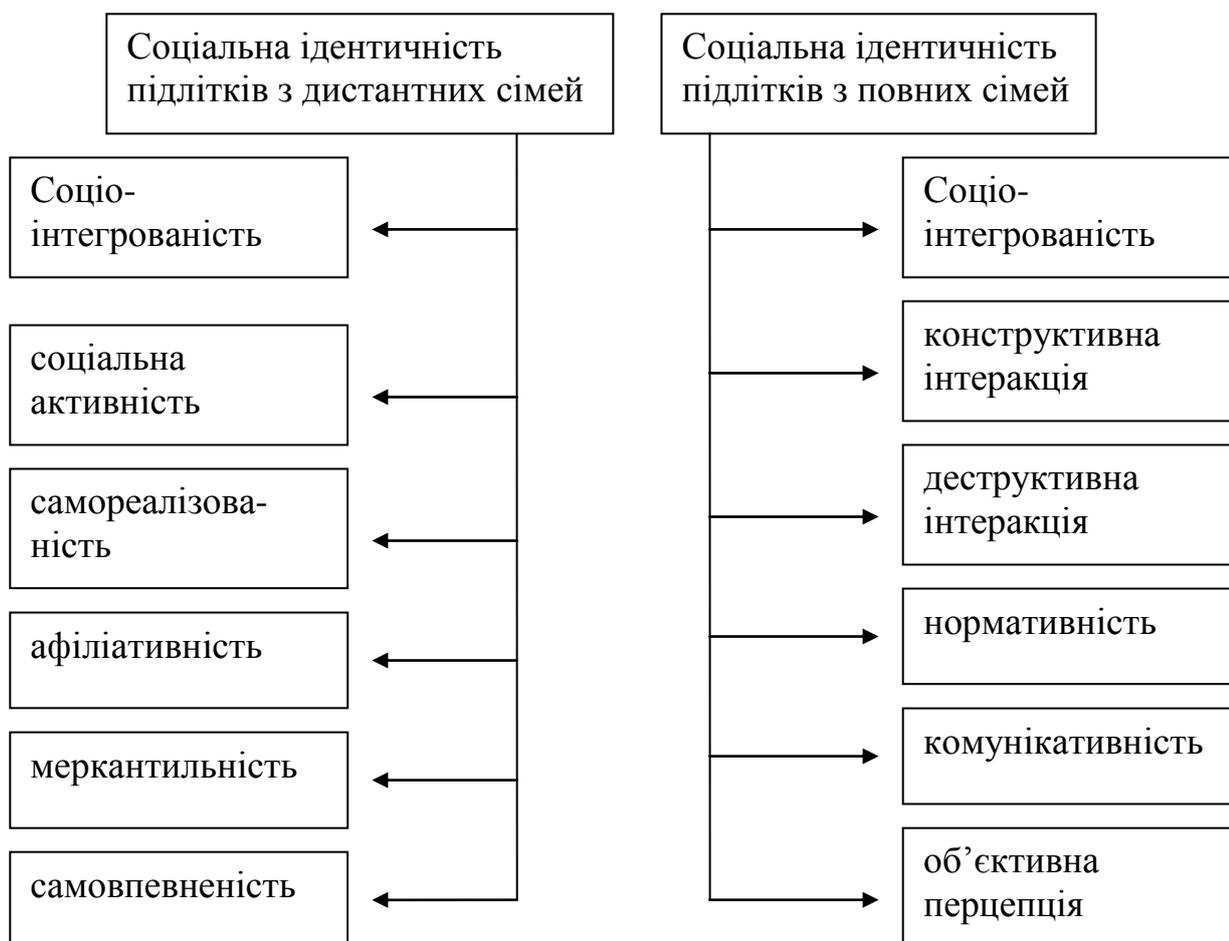 Соціальна ідентичність
підлітків з дистантних сімей
Соціальна ідентичність
підлітків з повних сімей
Соціо-
інтегрованість
соціальна
активність
самореалізова-
ність
афіліативність
меркантильність
самовпевненість
Соціо-
інтегрованість
конструктивна
інтеракція
деструктивна
інтеракція
нормативність
комунікативність
об’єктивна
перцепція